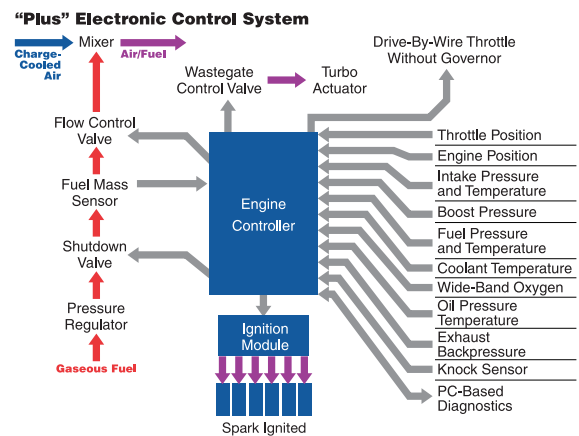 “Plus” Electronic Control System
Mixer
Charge-
Cooled
Air
Air/Fuel
Drive-By-Wire Throttle
Without Governor
Wastegate
Control Valve
Turbo
Actuator
Flow Control
Valve
Fuel Mass
Sensor
Shutdown
Valve
Pressure
Regulator
Gaseous Fuel
Engine
Controller
Ignition
Module
Spark Ignited
Throttle Position
Engine Position
Intake Pressure
and Temperature
Boost Pressure
Fuel Pressure
and Temperature
Coolant Temperature
Wide-Band Oxygen
Oil Pressure
Temperature
Exhaust
Backpressure
Knock Sensor
PC-Based
Diagnostics